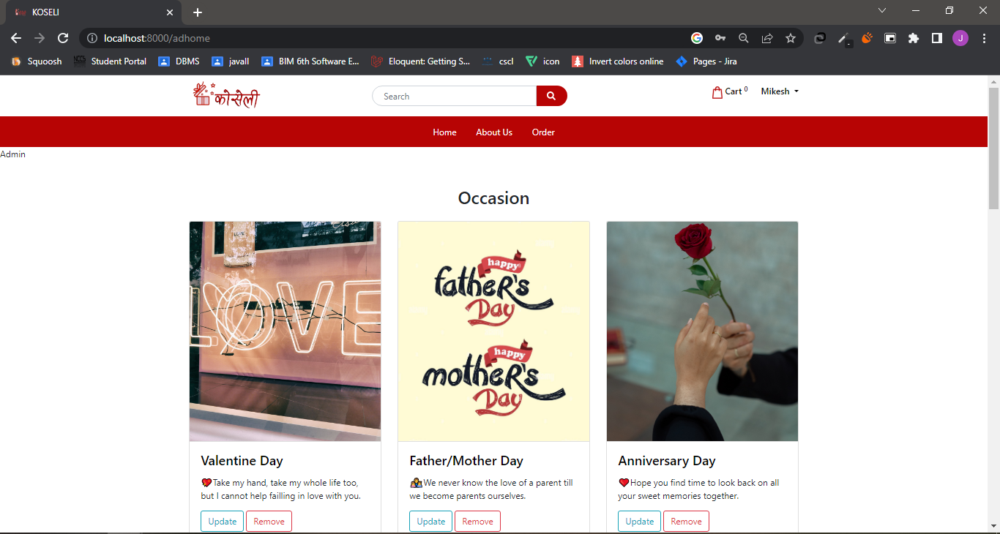 KOSELI
localhost:8000/adhome
Squoosh
Student Portal
DBMS
javall
BIM 6th Software E...
Eloquent: Getting S...
cscl
icon
Invert colors online
Pages - Jira
कोसेली
Search
Cart 0
Mikesh
Home
About Us
Order
Admin
Occasion
LOVE
happy
father's
Day
happy
mother's
Day
Valentine Day
Take my hand, take my whole life too,
but I cannot help failling in love with you.
Update
Remove
Father/Mother Day
We never know the love of a parent till
we become parents ourselves.
Update
Remove
Anniversary Day
Hope you find time to look back on all
your sweet memories together.
Update
Remove